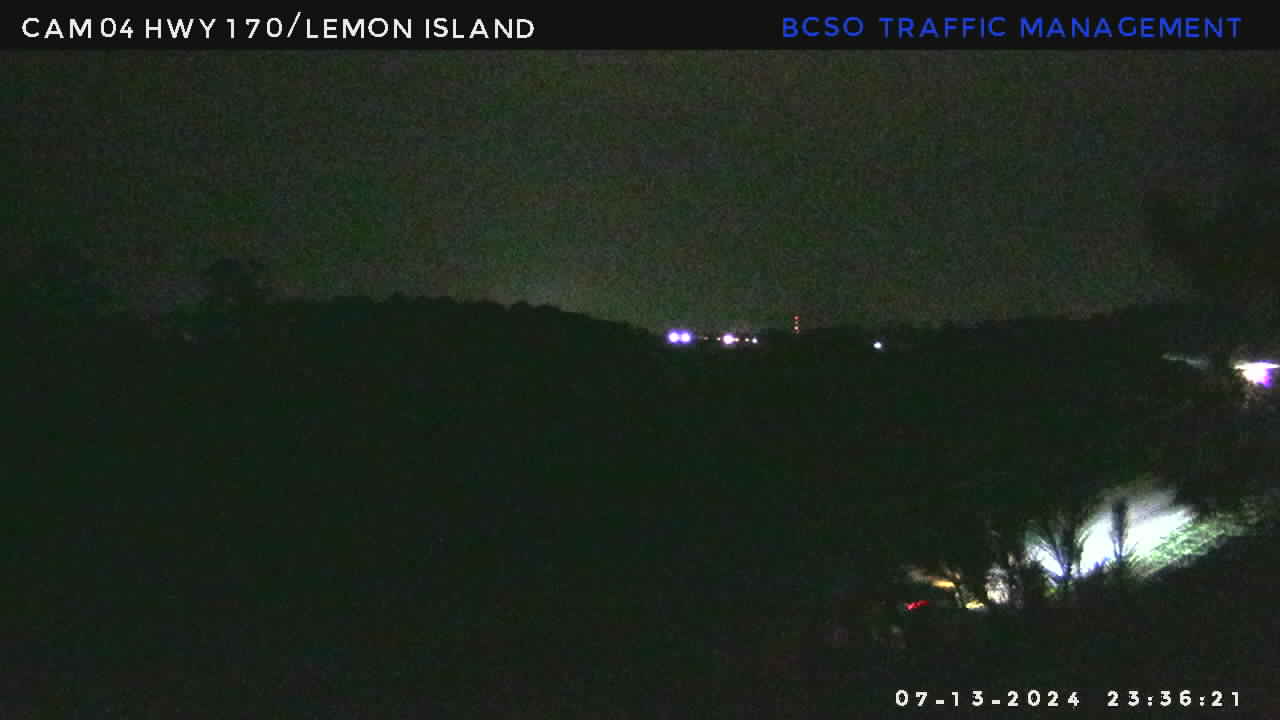 CAM04 HWY 170/LEMON ISLAND
BCSO TRAFFIC MANAGEMENT
07-13-2024 23:36:21